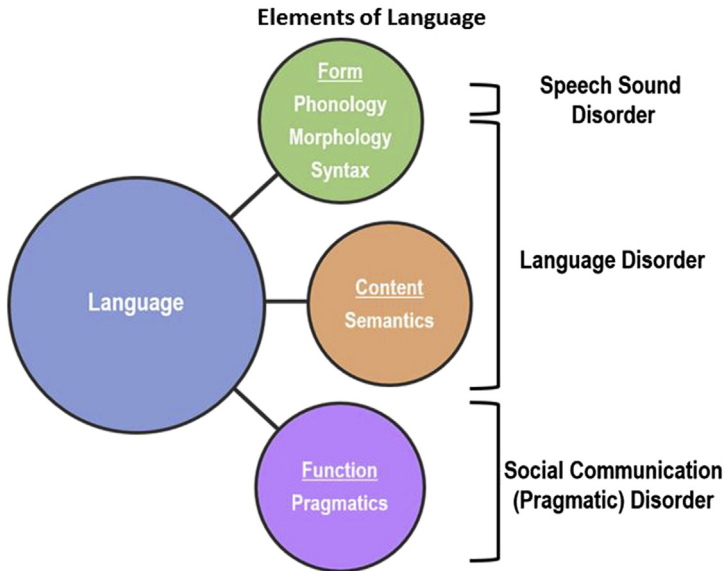 Elements of Language
Form
Phonology
Morphology
Syntax
Speech Sound
Disorder
Language
Content
Semantics
Language Disorder
Function
Pragmatics
Social Communication
(Pragmatic) Disorder